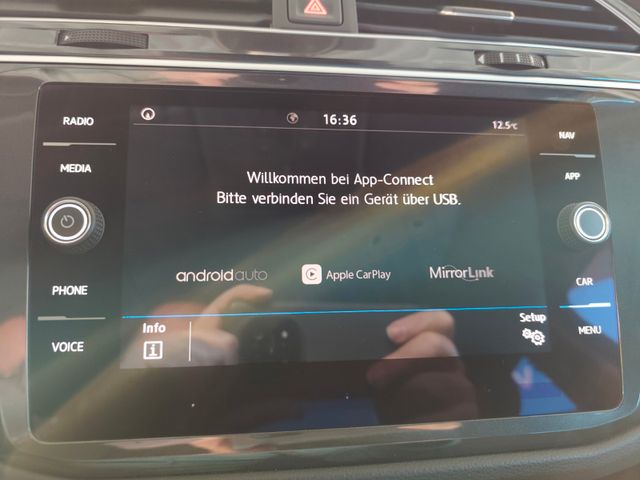 RADIO
MEDIA
PHONE
VOICE
16:36
12.5°C
Willkommen bei App-Connect
Bitte verbinden Sie ein Gerät über USB.
androidauto
Apple CarPlay
MirrorLink
Info
Setup
NAV
APP
CAR
MENU